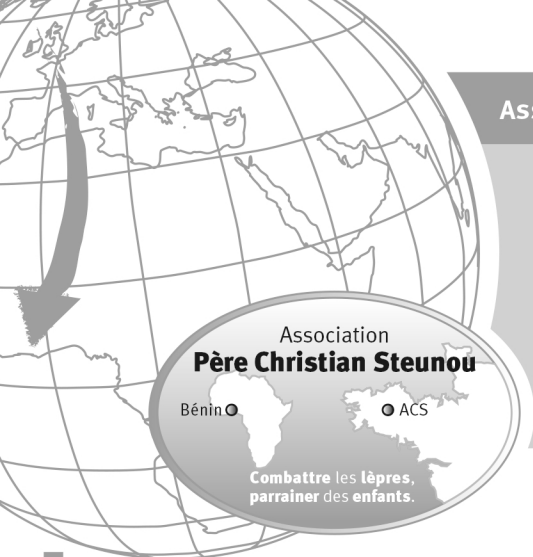 Ass
Association
Père Christian Steunou
Bénin
ACS
Combattre les lèpres,
parrainer des enfants.